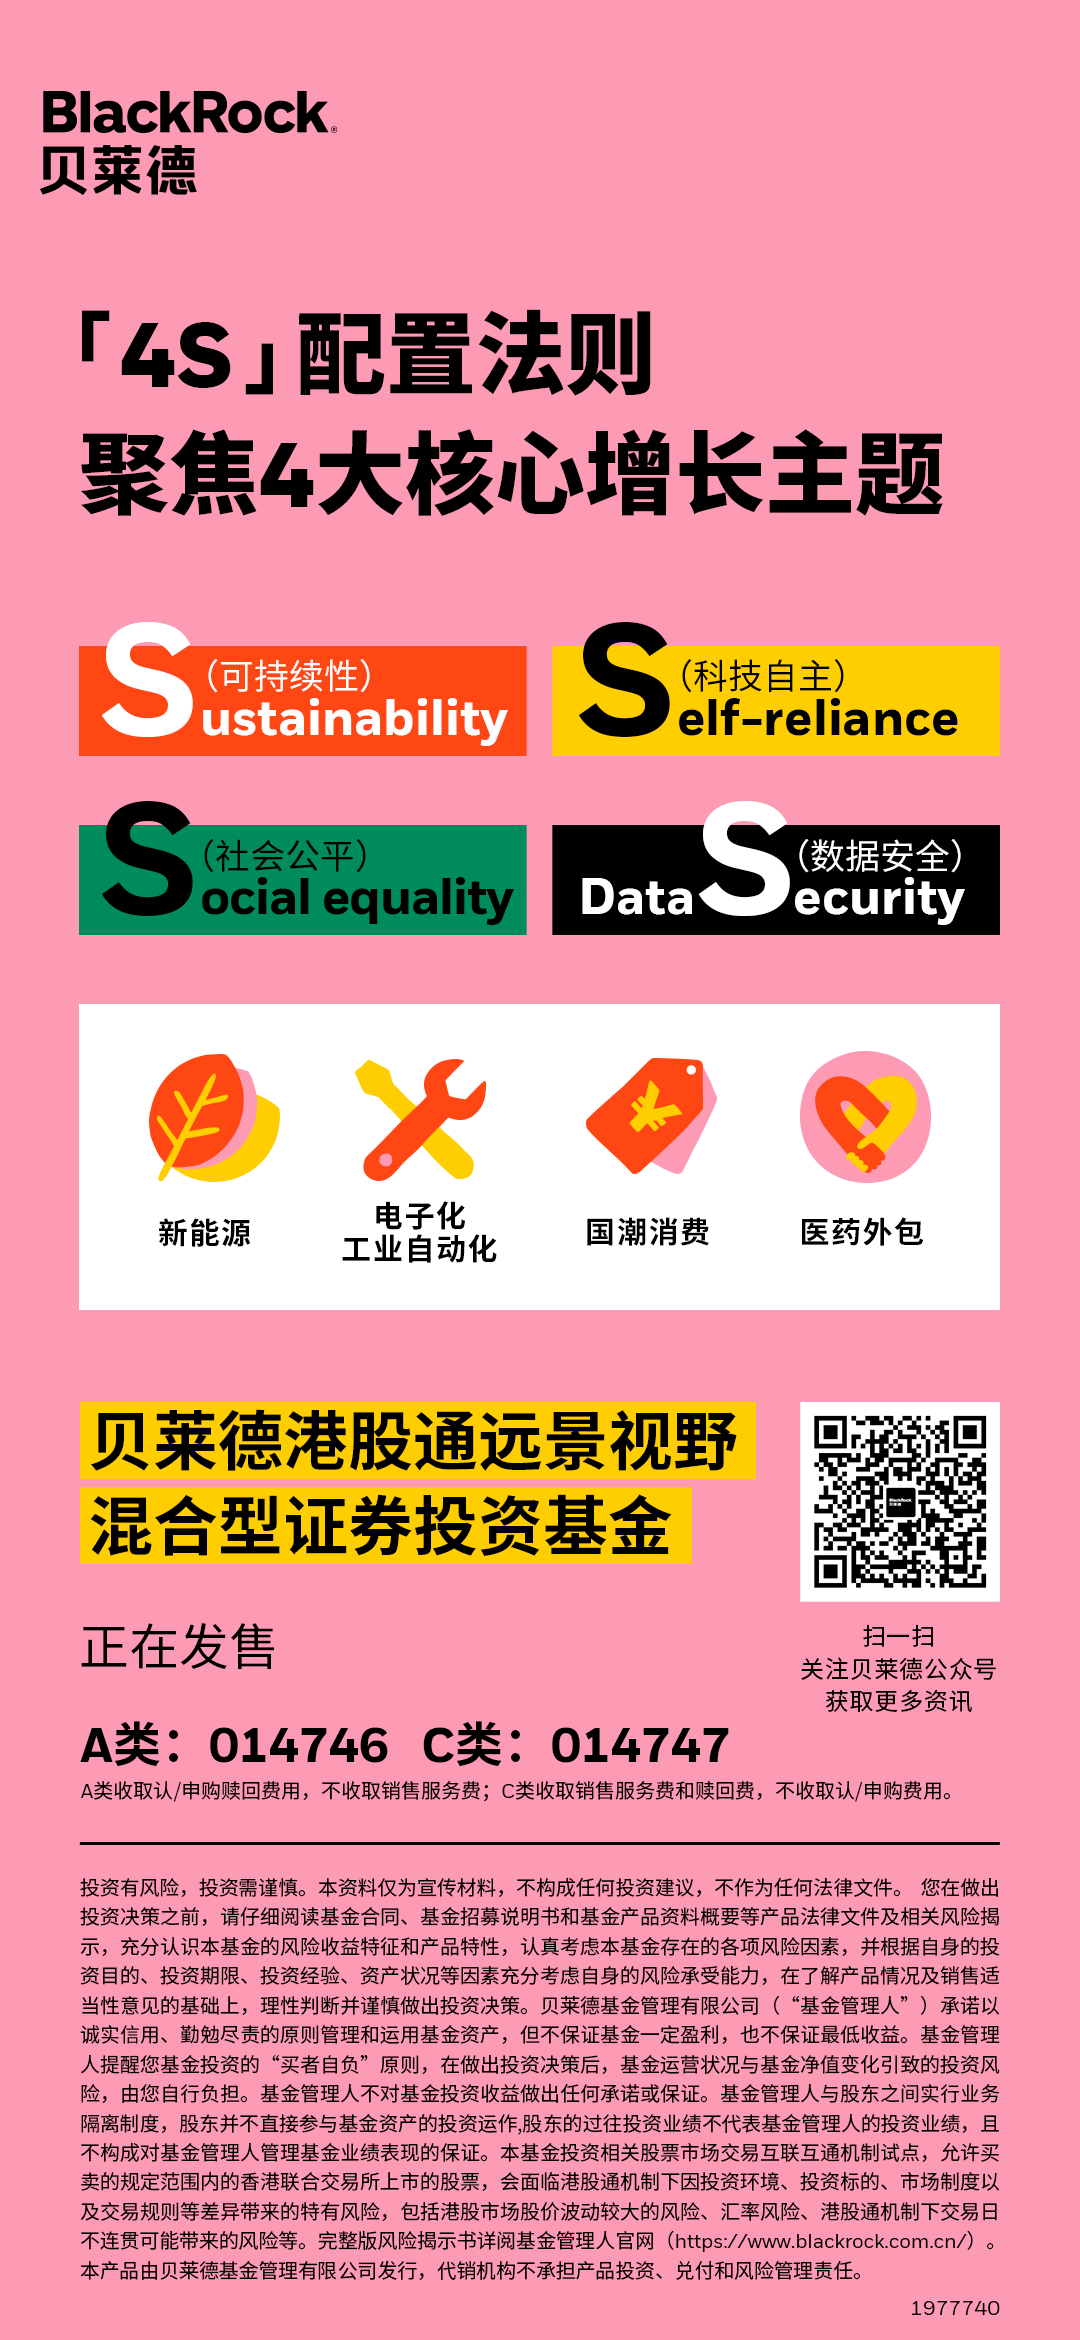 BlackRock®
贝莱德
「4S」配置法则
聚焦4大核心增长主题
（可持续性）
Sustainability
（科技自主）
Self-reliance
（社会公平）
Social equality
（数据安全）
Data Security
新能源
电子化
工业自动化
国潮消费
医药外包
贝莱德港股通远景视野
混合型证券投资基金
正在发售
BlackRock
贝莱德
扫一扫
关注贝莱德公众号
获取更多资讯
A类：014746 C类：014747
A类收取认/申购赎回费用，不收取销售服务费；C类收取销售服务费和赎回费，不收取认/申购费用。
投资有风险，投资需谨慎。本资料仅为宣传材料，不构成任何投资建议，不作为任何法律文件。 您在做出
投资决策之前，请仔细阅读基金合同、基金招募说明书和基金产品资料概要等产品法律文件及相关风险揭
示，充分认识本基金的风险收益特征和产品特性，认真考虑本基金存在的各项风险因素，并根据自身的投
资目的、投资期限、投资经验、资产状况等因素充分考虑自身的风险承受能力，在了解产品情况及销售适
当性意见的基础上，理性判断并谨慎做出投资决策。贝莱德基金管理有限公司（“基金管理人”）承诺以
诚实信用、勤勉尽责的原则管理和运用基金资产，但不保证基金一定盈利，也不保证最低收益。基金管理
人提醒您基金投资的“买者自负”原则，在做出投资决策后，基金运营状况与基金净值变化引致的投资风
险，由您自行负担。基金管理人不对基金投资收益做出任何承诺或保证。基金管理人与股东之间实行业务
隔离制度，股东并不直接参与基金资产的投资运作,股东的过往投资业绩不代表基金管理人的投资业绩，且
不构成对基金管理人管理基金业绩表现的保证。本基金投资相关股票市场交易互联互通机制试点，允许买
卖的规定范围内的香港联合交易所上市的股票，会面临港股通机制下因投资环境、投资标的、市场制度以
及交易规则等差异带来的特有风险，包括港股市场股价波动较大的风险、汇率风险、港股通机制下交易日
不连贯可能带来的风险等。完整版风险揭示书详阅基金管理人官网（https://www.blackrock.com.cn/）。
本产品由贝莱德基金管理有限公司发行，代销机构不承担产品投资、兑付和风险管理责任。
1977740